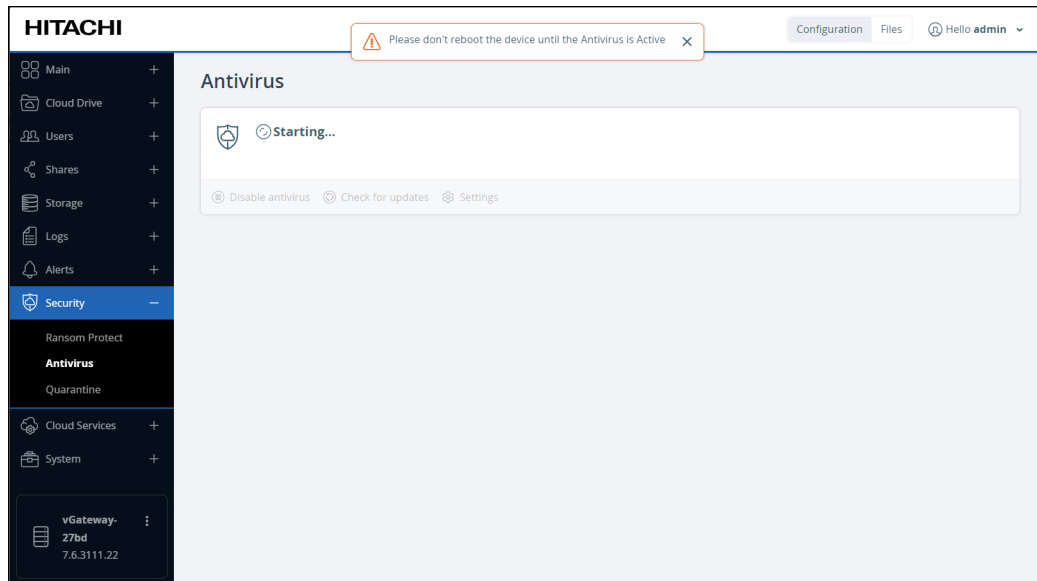 HITACHI
Please don't reboot the device until the Antivirus is Active
Configuration
Files
Hello admin
Main
Cloud Drive
Users
Shares
Storage
Logs
Alerts
Security
Ransom Protect
Antivirus
Quarantine
Cloud Services
System
vGateway-
27bd
7.6.3111.22
Antivirus
Starting...
Disable antivirus
Check for updates
Settings